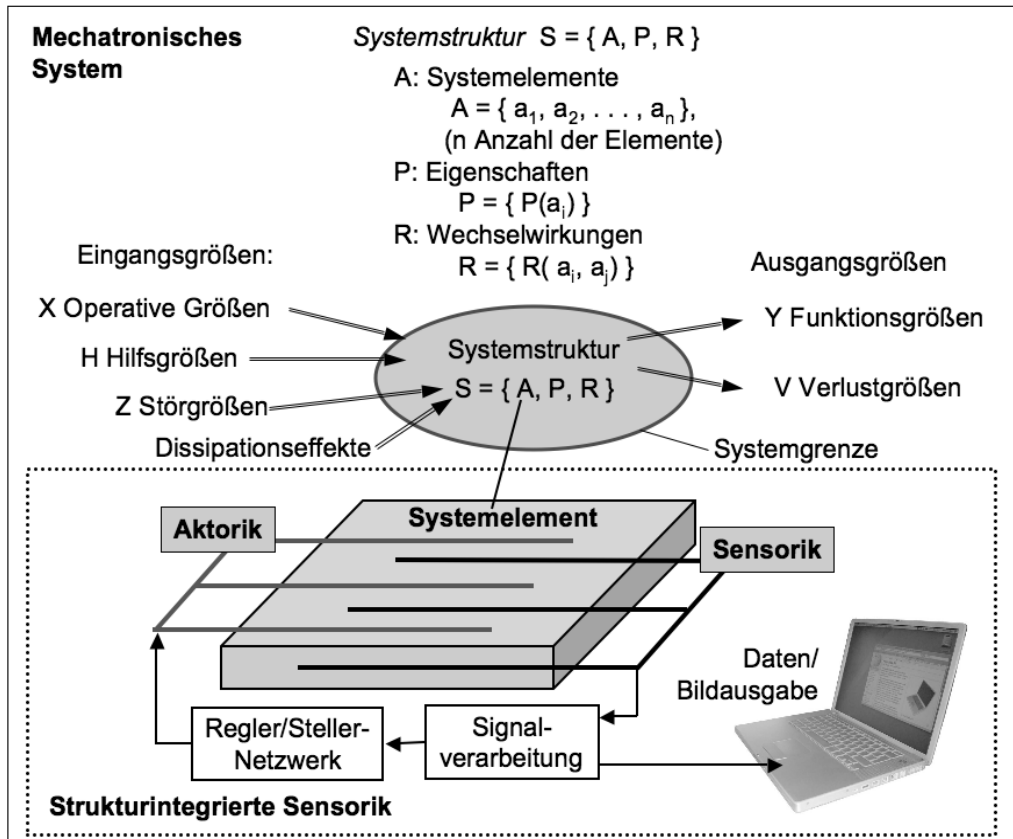 Mechatronisches
System
Systemstruktur S = { A, P, R }
A: Systemelemente
A = { a₁, a₂, . . . , aₙ },
(n Anzahl der Elemente)
P: Eigenschaften
P = { P(aᵢ) }
R: Wechselwirkungen
R = { R( aᵢ, aⱼ) }
Eingangsgrößen:
X Operative Größen
H Hilfsgrößen
Z Störgrößen
Dissipationseffekte
Systemstruktur
S = { A, P, R }
Ausgangsgrößen
Y Funktionsgrößen
V Verlustgrößen
Systemgrenze
Aktorik
Systemelement
Sensorik
Daten/
Bildausgabe
Regler/Steller-
Netzwerk
Signal-
verarbeitung
Strukturintegrierte Sensorik